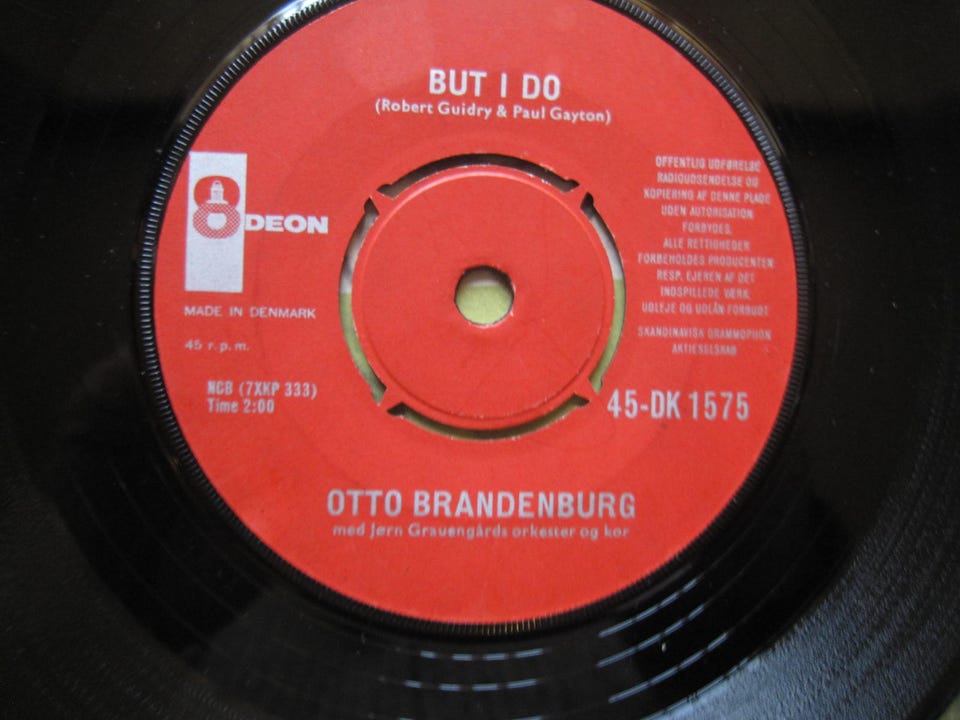 BUT I DO
(Robert Guidry & Paul Gayton)
ODEON
MADE IN DENMARK
45 r.p.m.
NCB (7XKP 333)
Time 2:00
OFFENTLIG UDFØRELSE
RADIOUDSENDELSE OG
KOPIERING AF DENNE PLADE
UDEN AUTORISATION
FORBYDES.
ALLE RETTIGHEDER
FORBEHOLDES PRODUCENTEN
RESP. EJEREN AF DET
INDSPILLEDE VÆRK.
UDLEJE OG UDLÅN FORBUDT
SKANDINAVISK GRAMMOPHON
AKTIESELSKAB
45-DK 1575
OTTO BRANDENBURG
med Jørn Grauengårds orkester og kor